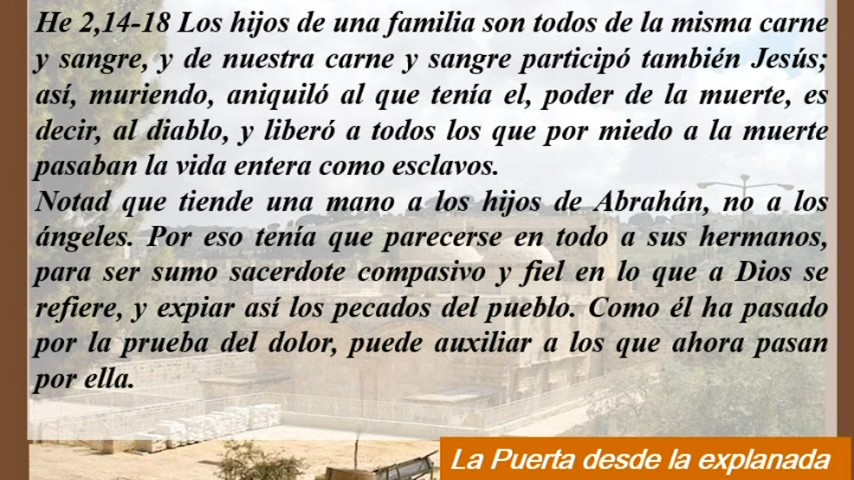 He 2,14-18 Los hijos de una familia son todos de la misma carne
y sangre, y de nuestra carne y sangre participó también Jesús;
así, muriendo, aniquiló al que tenía el, poder de la muerte, es
decir, al diablo, y liberó a todos los que por miedo a la muerte
pasaban la vida entera como esclavos.
Notad que tiende una mano a los hijos de Abrahán, no a los
ángeles. Por eso tenía que parecerse en todo a sus hermanos,
para ser sumo sacerdote compasivo y fiel en lo que a Dios se
refiere, y expiar así los pecados del pueblo. Como él ha pasado
por la prueba del dolor, puede auxiliar a los que ahora pasan
por ella.
La Puerta desde la explanada